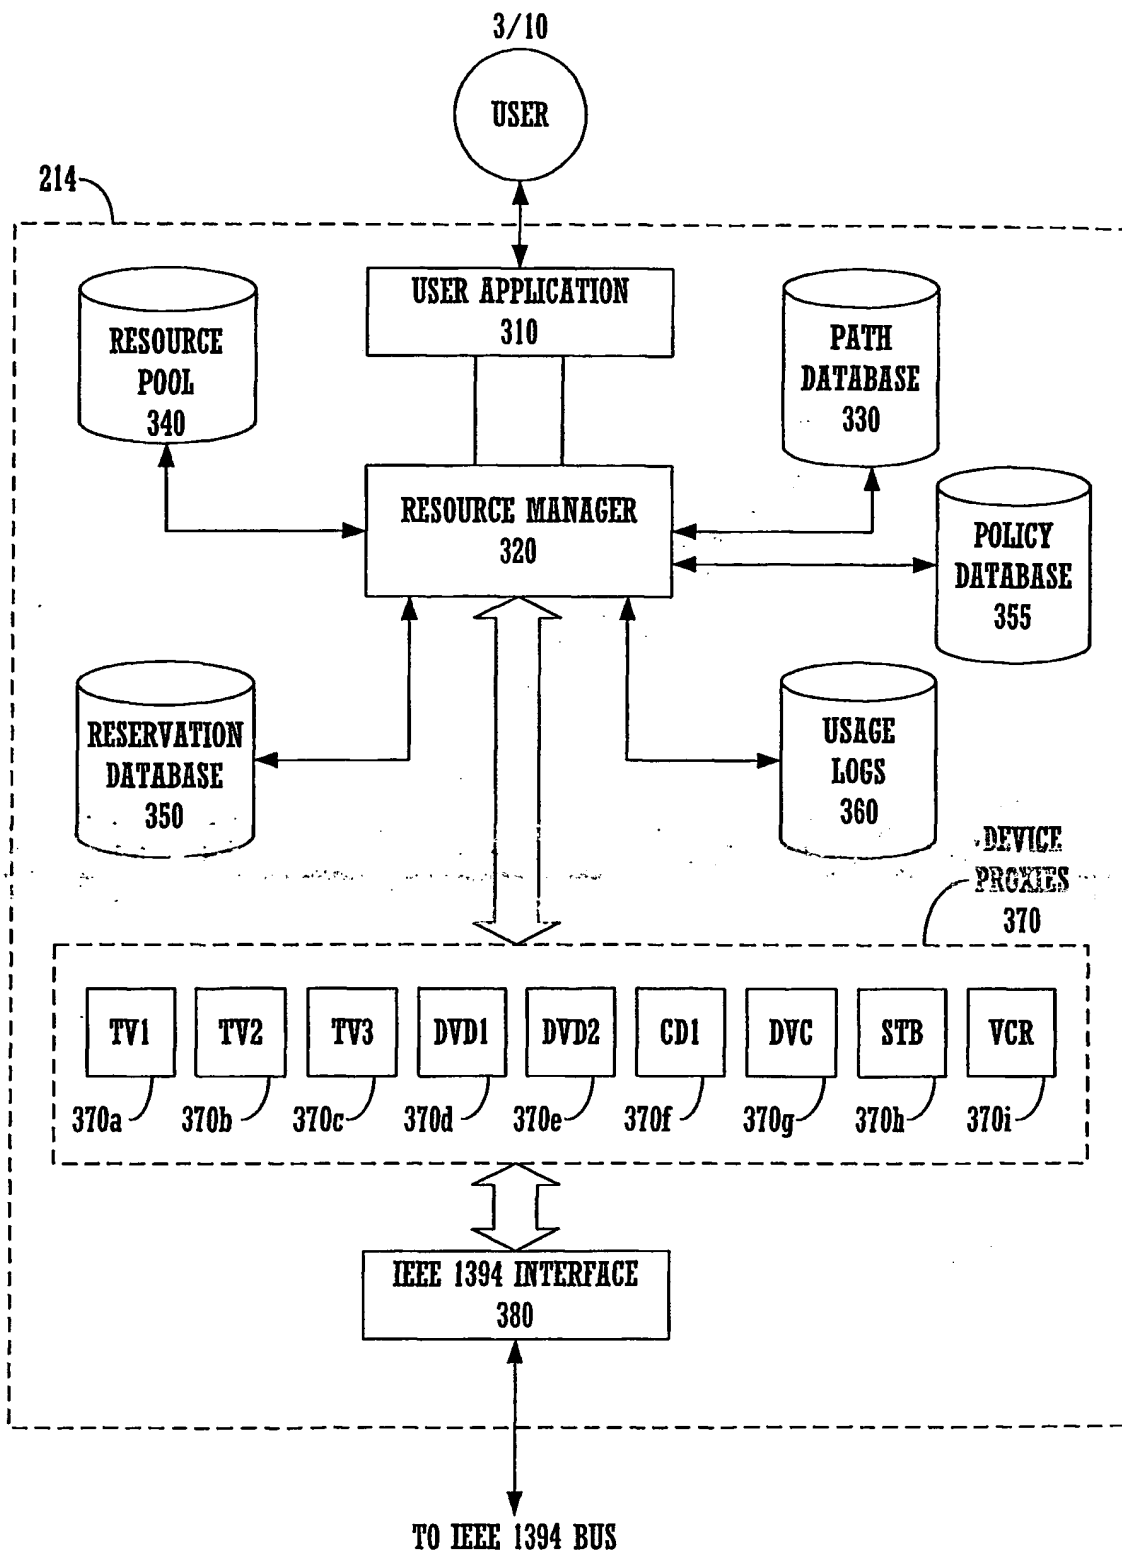 3/10
USER
214
USER APPLICATION
310
RESOURCE
POOL
340
PATH
DATABASE
330
RESOURCE MANAGER
320
POLICY
DATABASE
355
RESERVATION
DATABASE
350
USAGE
LOGS
360
DEVICE
PROXIES
370
TV1
TV2
TV3
DVD1
DVD2
CD1
DVC
STB
VCR
370a
370b
370c
370d
370e
370f
370g
370h
370i
IEEE 1394 INTERFACE
380
TO IEEE 1394 BUS